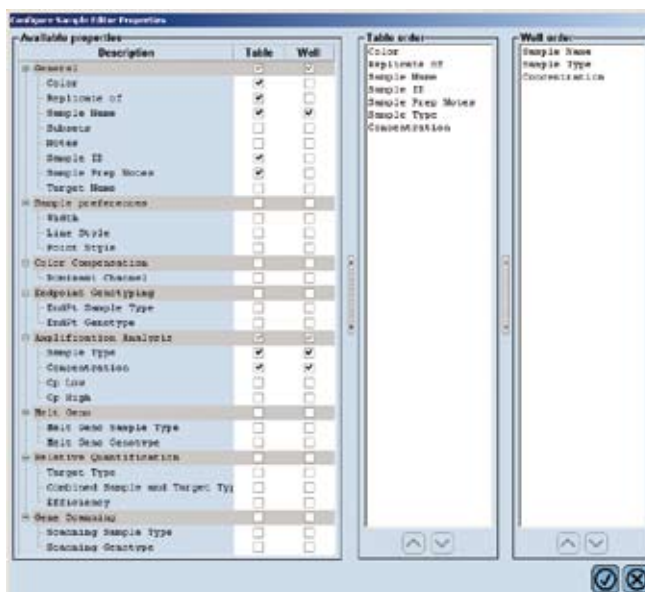 Configure Sample Editor Properties
Available properties
Description Table Well
General
Color
Replicate of
Sample Name
Subsets
Notes
Sample ID
Sample Prep Notes
Target Name
Sample preferences
Width
Line Style
Point Style
Color Compensation
Dominant Channel
Endpoint Genotyping
EndPt Sample Type
EndPt Genotype
Amplification Analysis
Sample Type
Concentration
Cp Low
Cp High
Melt Geno
Melt Geno Sample Type
Melt Geno Genotype
Relative Quantification
Target Type
Combined Sample and Target Typ
Efficiency
Gene Scanning
Scanning Sample Type
Scanning Genotype
Table order
Color
Replicate of
Sample Name
Sample ID
Sample Prep Notes
Sample Type
Concentration
Well order
Sample Name
Sample Type
Concentration